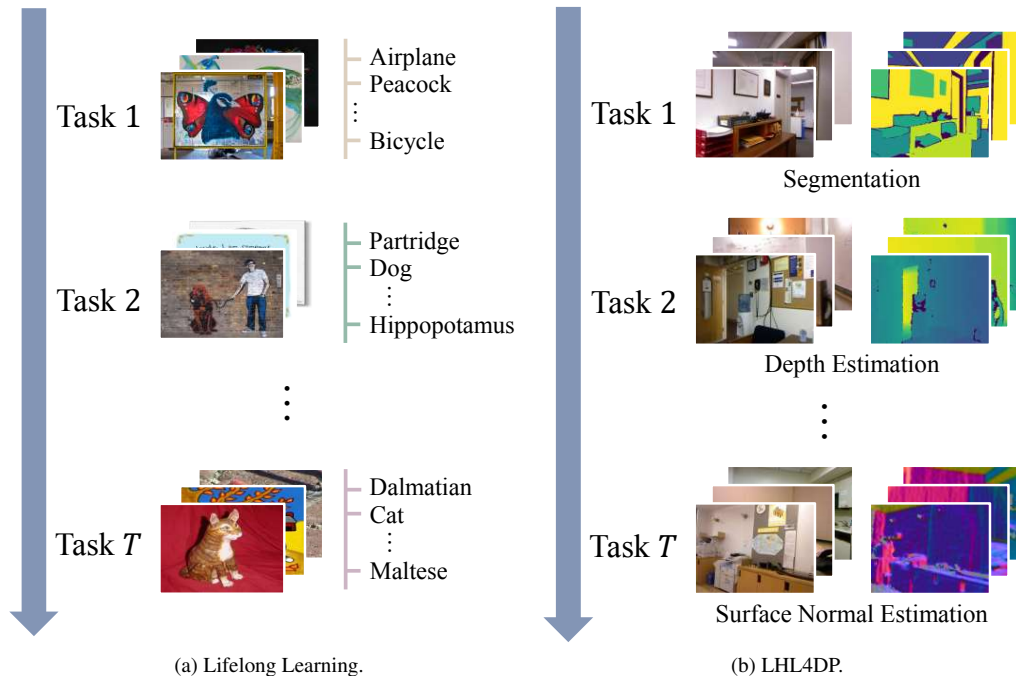 Task 1
Airplane
Peacock
⋮
Bicycle
Task 2
Partridge
Dog
⋮
Hippopotamus
⋮
Task T
Dalmatian
Cat
⋮
Maltese
(a) Lifelong Learning.
Task 1
Segmentation
Task 2
Depth Estimation
⋮
Task T
Surface Normal Estimation
(b) LHL4DP.